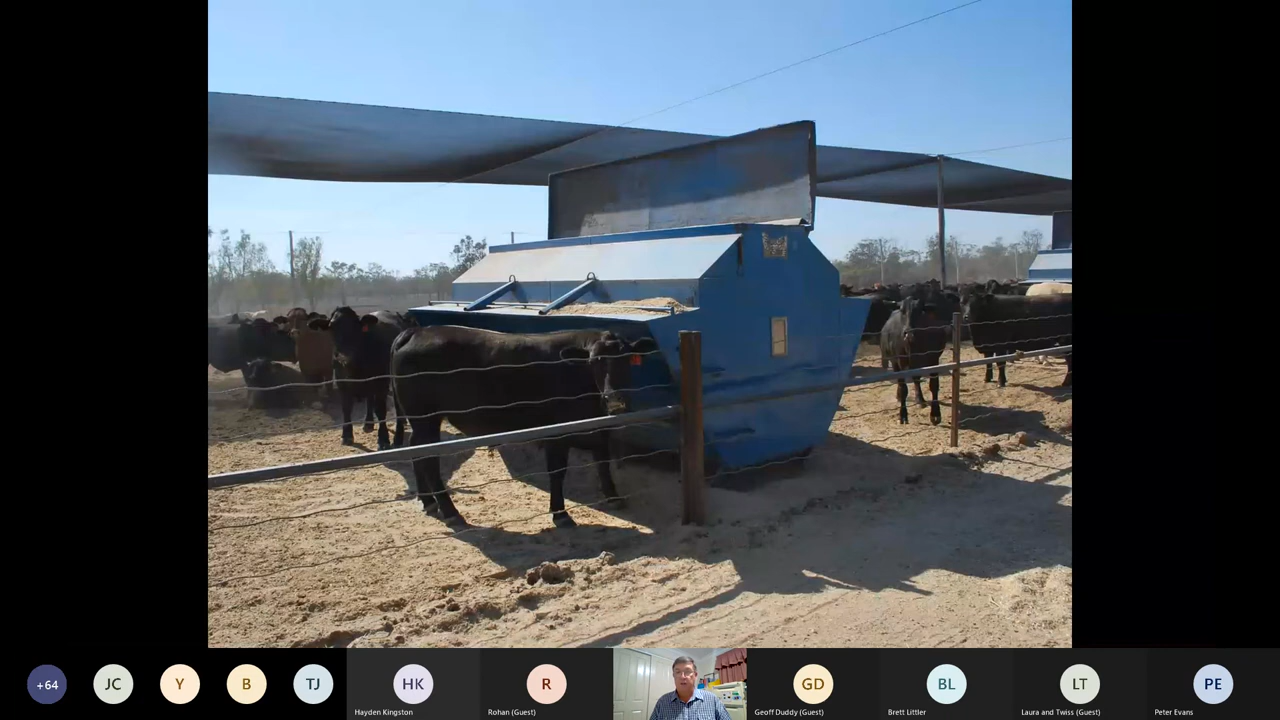 +64
JC
Y
B
TJ
HK
R
GD
BL
LT
PE
Hayden Kingston
Rohan (Guest)
Geoff Duddy (Guest)
Brett Littler
Laura and Twiss (Guest)
Peter Evans